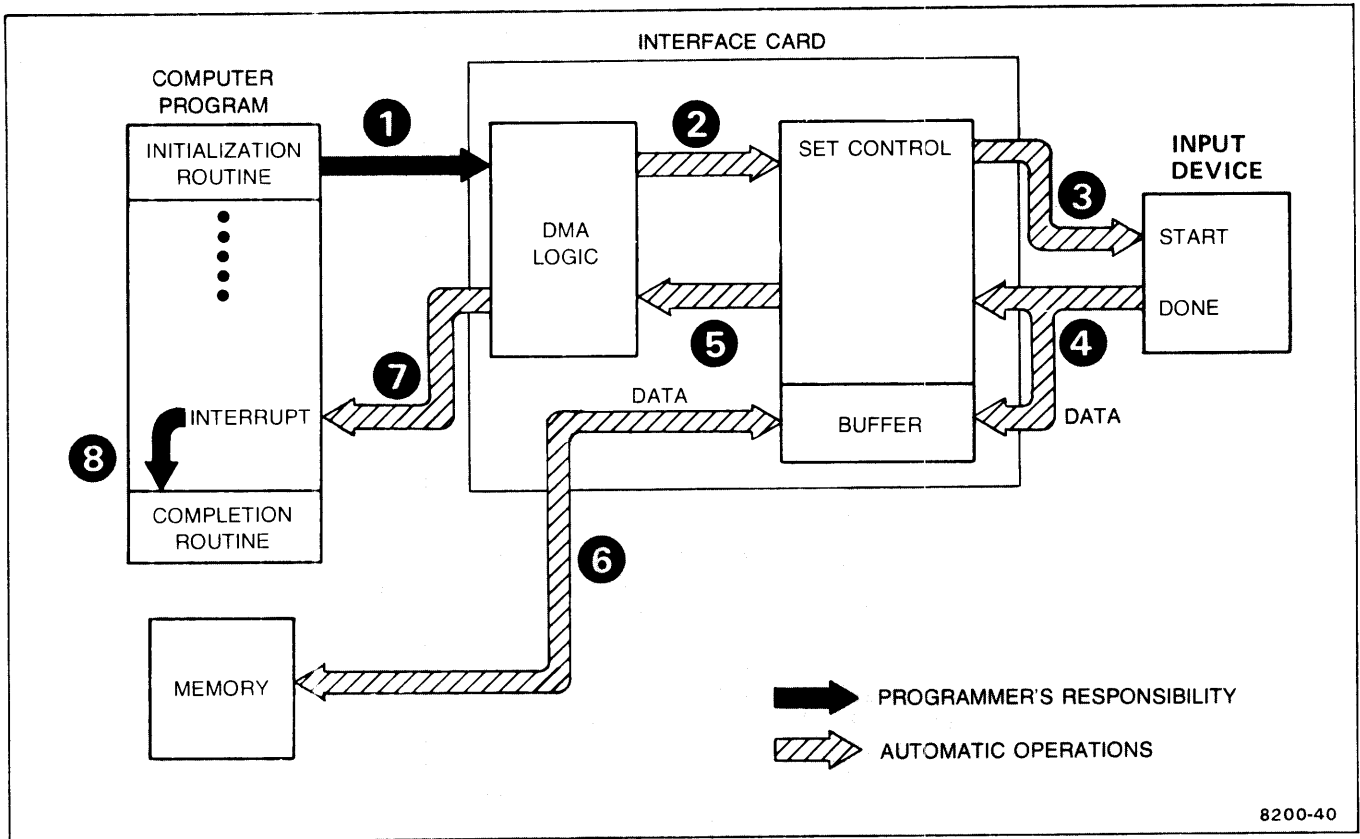 INTERFACE CARD
COMPUTER
PROGRAM
INITIALIZATION
ROUTINE
1
DMA
LOGIC
2
SET CONTROL
3
INPUT
DEVICE
START
DONE
4
DATA
5
BUFFER
DATA
6
7
INTERRUPT
8
COMPLETION
ROUTINE
MEMORY
PROGRAMMER'S RESPONSIBILITY
AUTOMATIC OPERATIONS
8200-40